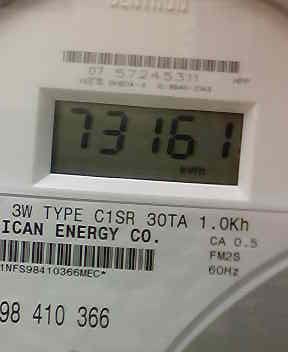 CENTRON
07 57245311
73161
3W TYPE C1SR 30TA 1.0Kh
ICAN ENERGY CO.
CA 0.5
FM2S
60Hz
1NFS98410366MEC*
98 410 366